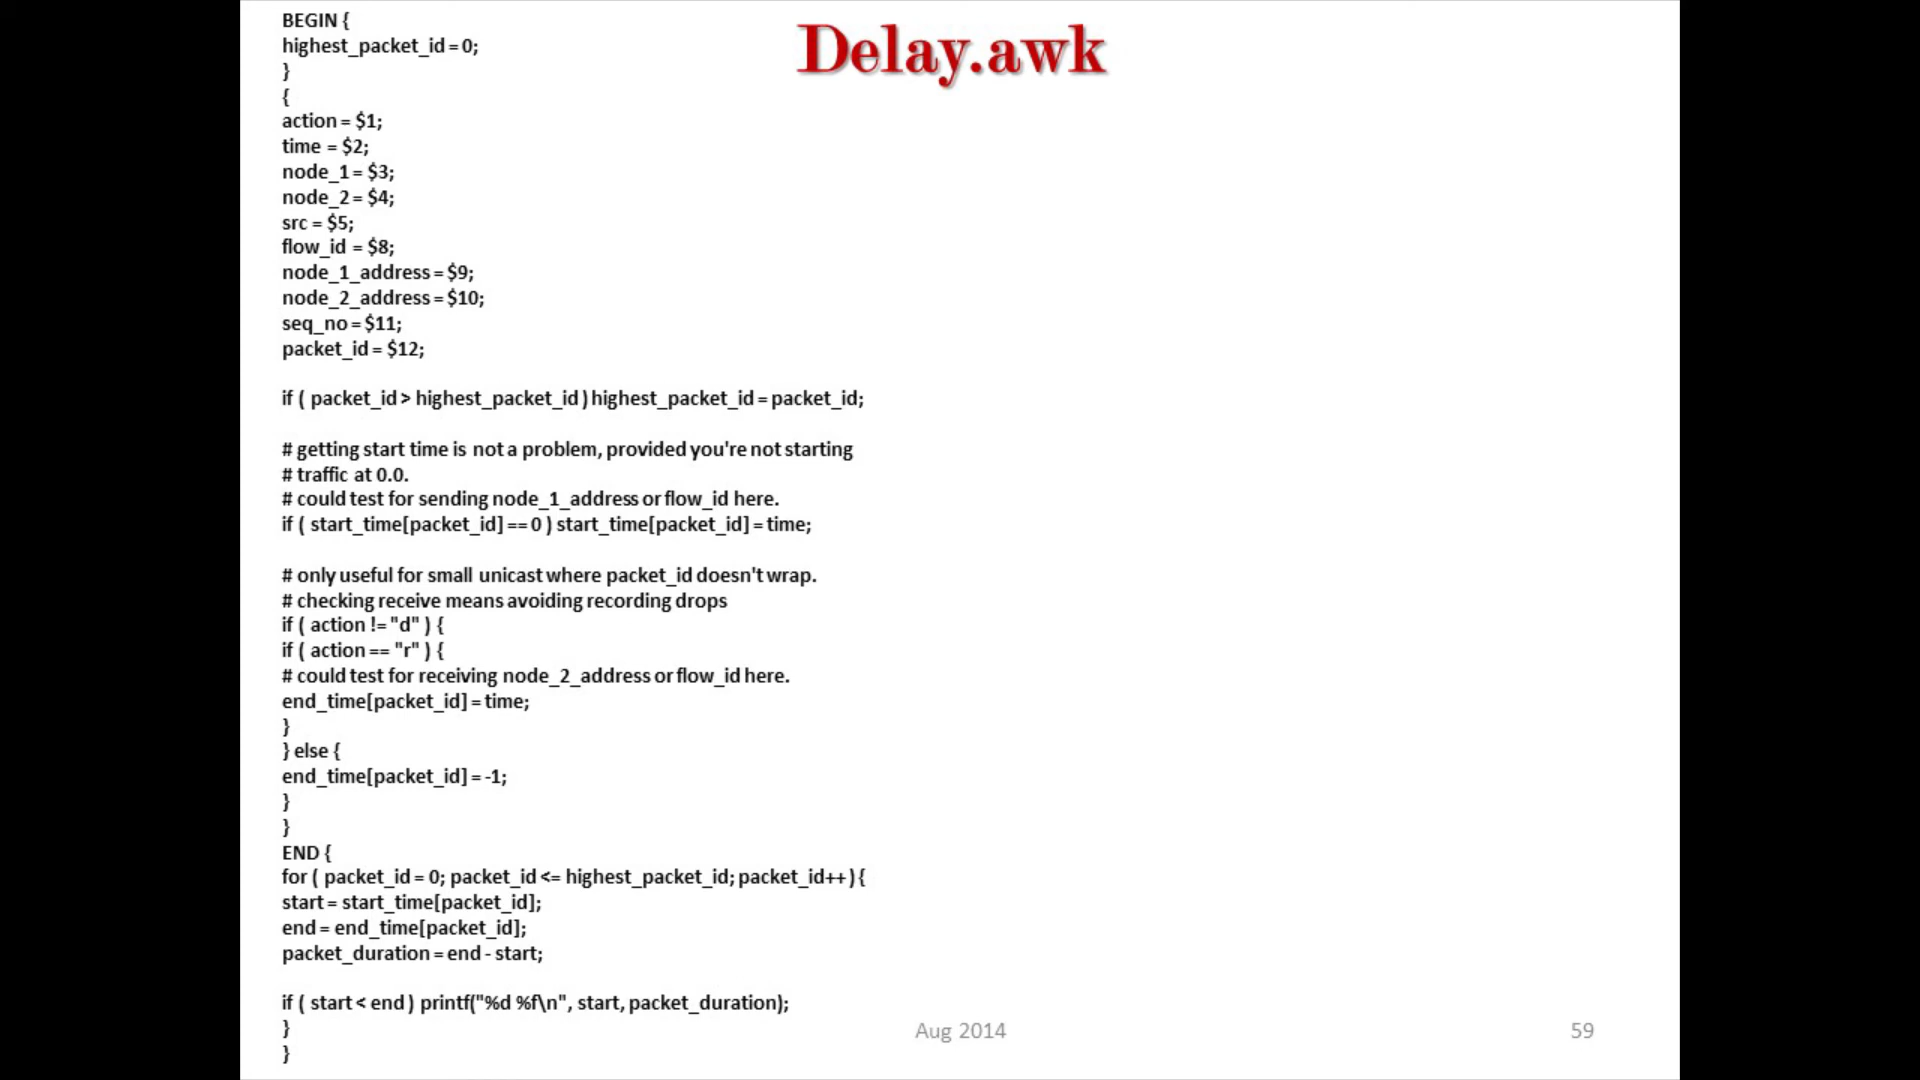 Delay.awk
BEGIN {
highest_packet_id = 0;
}
{
action = $1;
time = $2;
node_1 = $3;
node_2 = $4;
src = $5;
flow_id = $8;
node_1_address = $9;
node_2_address = $10;
seq_no = $11;
packet_id = $12;
if ( packet_id > highest_packet_id ) highest_packet_id = packet_id;
# getting start time is not a problem, provided you're not starting
# traffic at 0.0.
# could test for sending node_1_address or flow_id here.
if ( start_time[packet_id] == 0 ) start_time[packet_id] = time;
# only useful for small unicast where packet_id doesn't wrap.
# checking receive means avoiding recording drops
if ( action != "d" ) {
if ( action == "r" ) {
# could test for receiving node_2_address or flow_id here.
end_time[packet_id] = time;
}
} else {
end_time[packet_id] = -1;
}
}
END {
for ( packet_id = 0; packet_id <= highest_packet_id; packet_id++ ) {
start = start_time[packet_id];
end = end_time[packet_id];
packet_duration = end - start;
if ( start < end ) printf("%d %f\n", start, packet_duration);
}
}
Aug 2014
59